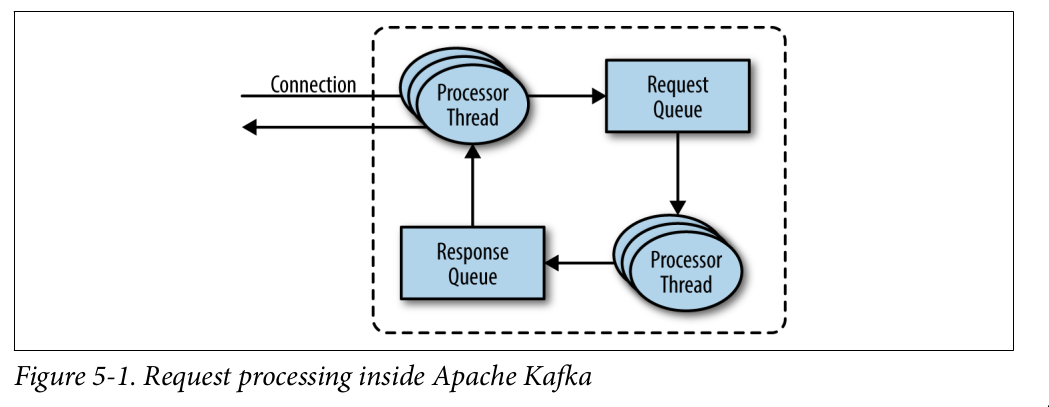 Connection
Processor
Thread
Request
Queue
Response
Queue
Processor
Thread
Figure 5-1. Request processing inside Apache Kafka